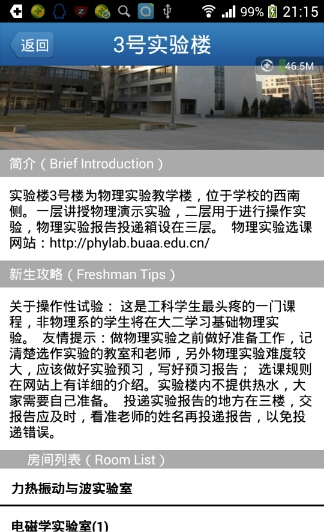 99% 21:15
返回
3号实验楼
46.5M
简介（Brief Introduction）
实验楼3号楼为物理实验教学楼，位于学校的西南
侧。一层讲授物理演示实验，二层用于进行操作实
验，物理实验报告投递箱设在三层。 物理实验选课
网站：http://phylab.buaa.edu.cn/
新生攻略（Freshman Tips）
关于操作性试验： 这是工科学生最头疼的一门课
程，非物理系的学生将在大二学习基础物理实
验。 友情提示：做物理实验之前做好准备工作，记
清楚选作实验的教室和老师，另外物理实验难度较
大，应该做好实验预习，写好预习报告； 选课规则
在网站上有详细的介绍。实验楼内不提供热水，大
家需要自己准备。 投递实验报告的地方在三楼，交
报告应及时，看准老师的姓名再投递报告，以免投
递错误。
房间列表（Room List）
力热振动与波实验室
电磁学实验室(1)